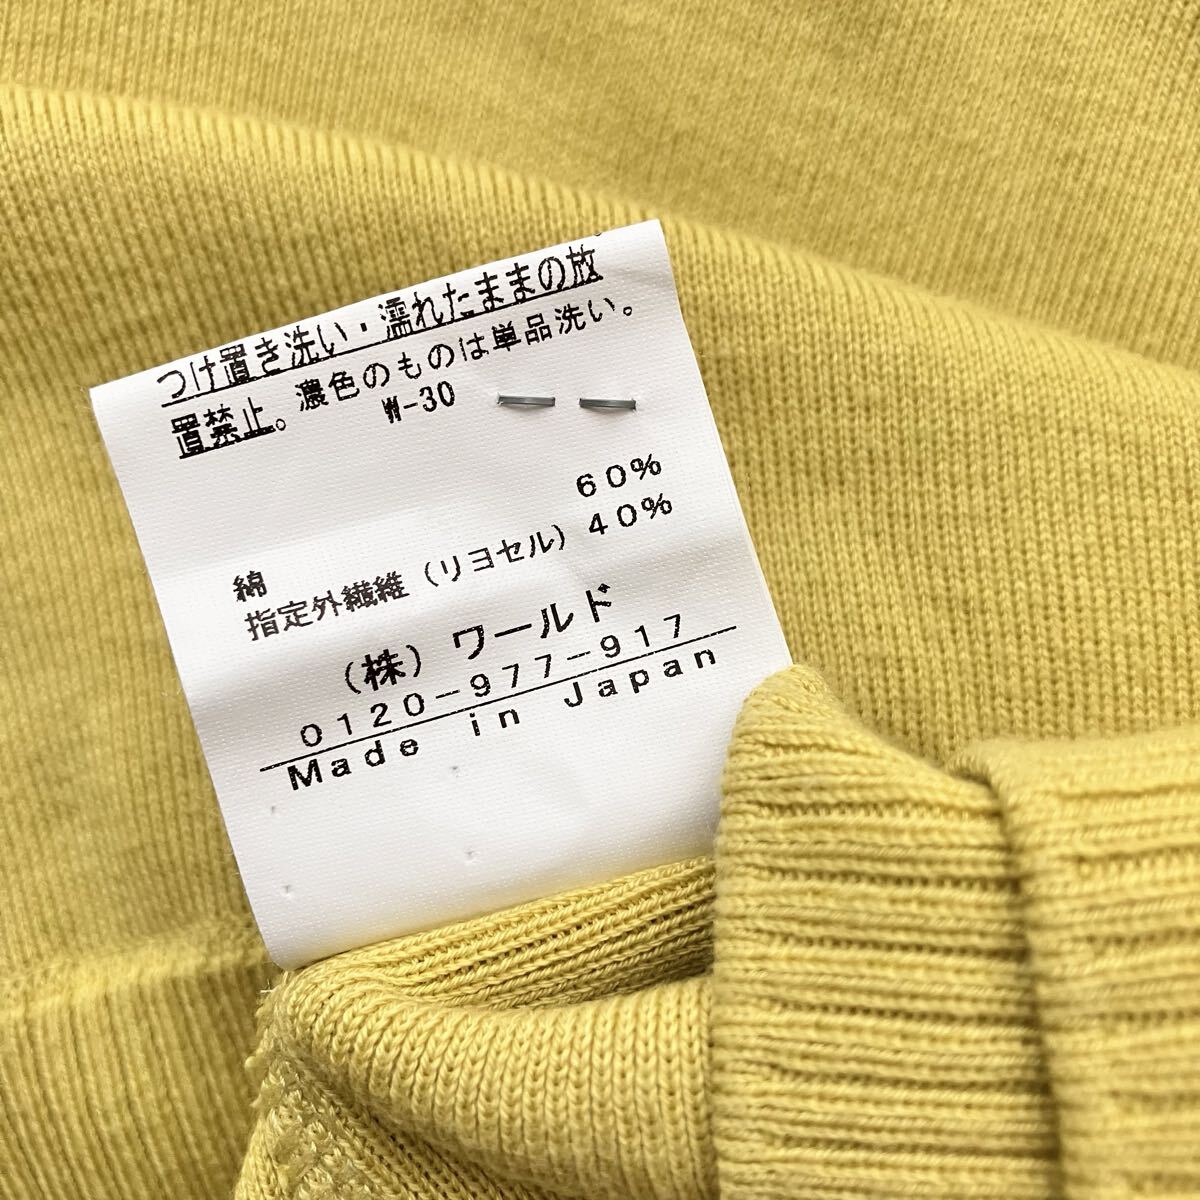 つけ置き洗い・濡れたままの放
置禁止。濃色のものは単品洗い。
W-30
60%
綿
指定外繊維(リヨセル)40%
(株)ワールド
0120-977-917
Made in Japan